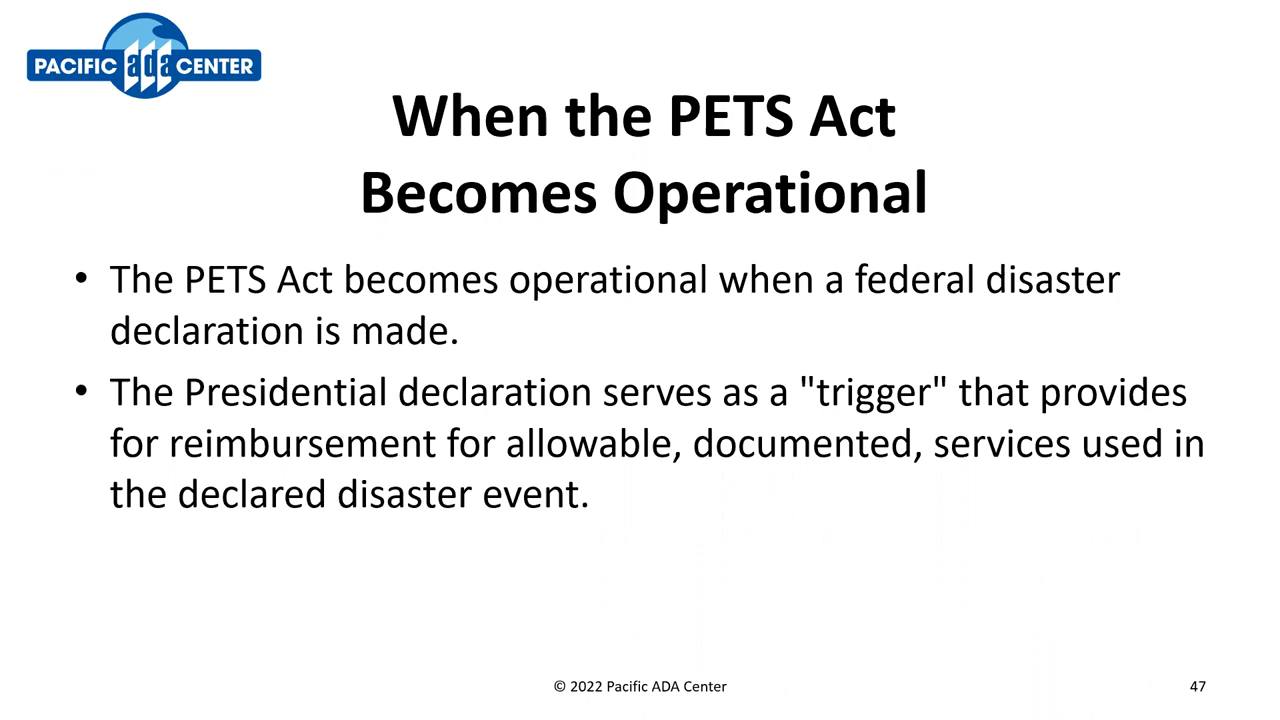 PACIFIC ada CENTER
When the PETS Act
Becomes Operational
• The PETS Act becomes operational when a federal disaster
declaration is made.
• The Presidential declaration serves as a "trigger" that provides
for reimbursement for allowable, documented, services used in
the declared disaster event.
© 2022 Pacific ADA Center
47